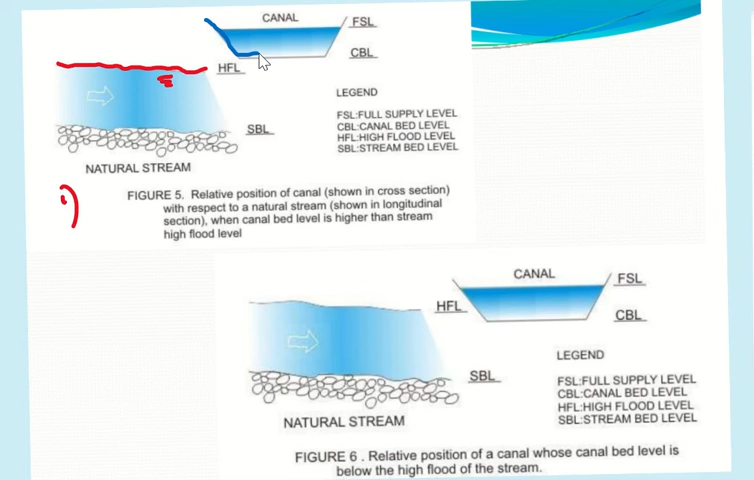 CANAL
FSL
CBL
HFL
LEGEND
FSL:FULL SUPPLY LEVEL
CBL:CANAL BED LEVEL
HFL:HIGH FLOOD LEVEL
SBL:STREAM BED LEVEL
SBL
NATURAL STREAM
i)
FIGURE 5. Relative position of canal (shown in cross section)
with respect to a natural stream (shown in longitudinal
section), when canal bed level is higher than stream
high flood level
CANAL
FSL
HFL
CBL
LEGEND
SBL
FSL:FULL SUPPLY LEVEL
CBL:CANAL BED LEVEL
HFL:HIGH FLOOD LEVEL
SBL:STREAM BED LEVEL
NATURAL STREAM
FIGURE 6 . Relative position of a canal whose canal bed level is
below the high flood of the stream.